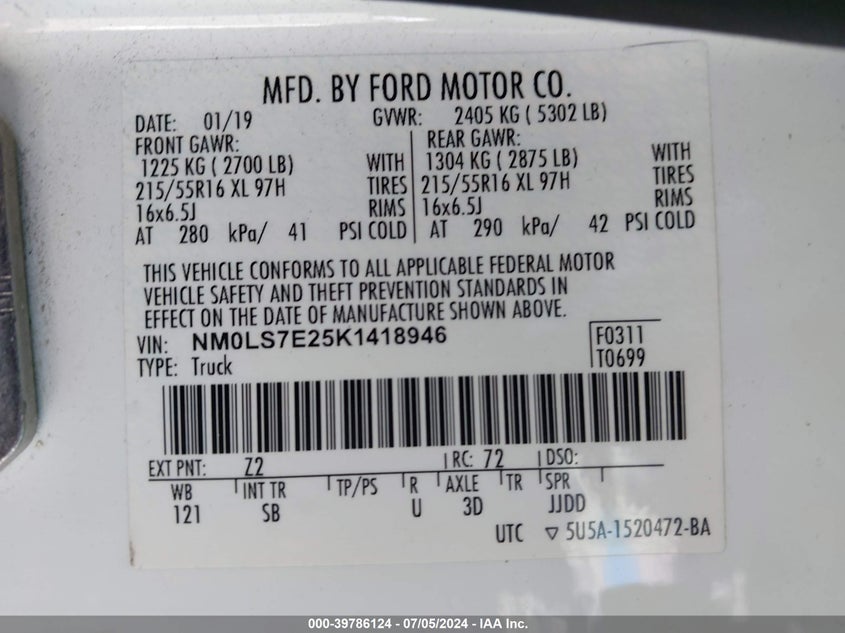 MFD. BY FORD MOTOR CO.
DATE: 01/19 GVWR: 2405 KG ( 5302 LB)
FRONT GAWR: REAR GAWR:
1225 KG ( 2700 LB) WITH 1304 KG ( 2875 LB) WITH
215/55R16 XL 97H TIRES 215/55R16 XL 97H TIRES
16x6.5J RIMS 16x6.5J RIMS
AT 280 kPa/ 41 PSI COLD AT 290 kPa/ 42 PSI COLD
THIS VEHICLE CONFORMS TO ALL APPLICABLE FEDERAL MOTOR
VEHICLE SAFETY AND THEFT PREVENTION STANDARDS IN
EFFECT ON THE DATE OF MANUFACTURE SHOWN ABOVE.
VIN: NM0LS7E25K1418946 F0311
TYPE: Truck T0699
EXT PNT: Z2 RC: 72 DSO:
WB INT TR TP/PS R AXLE TR SPR
121 SB U 3D JJDD
UTC ▽ 5U5A-1520472-BA
000-39786124 - 07/05/2024 - IAA Inc.